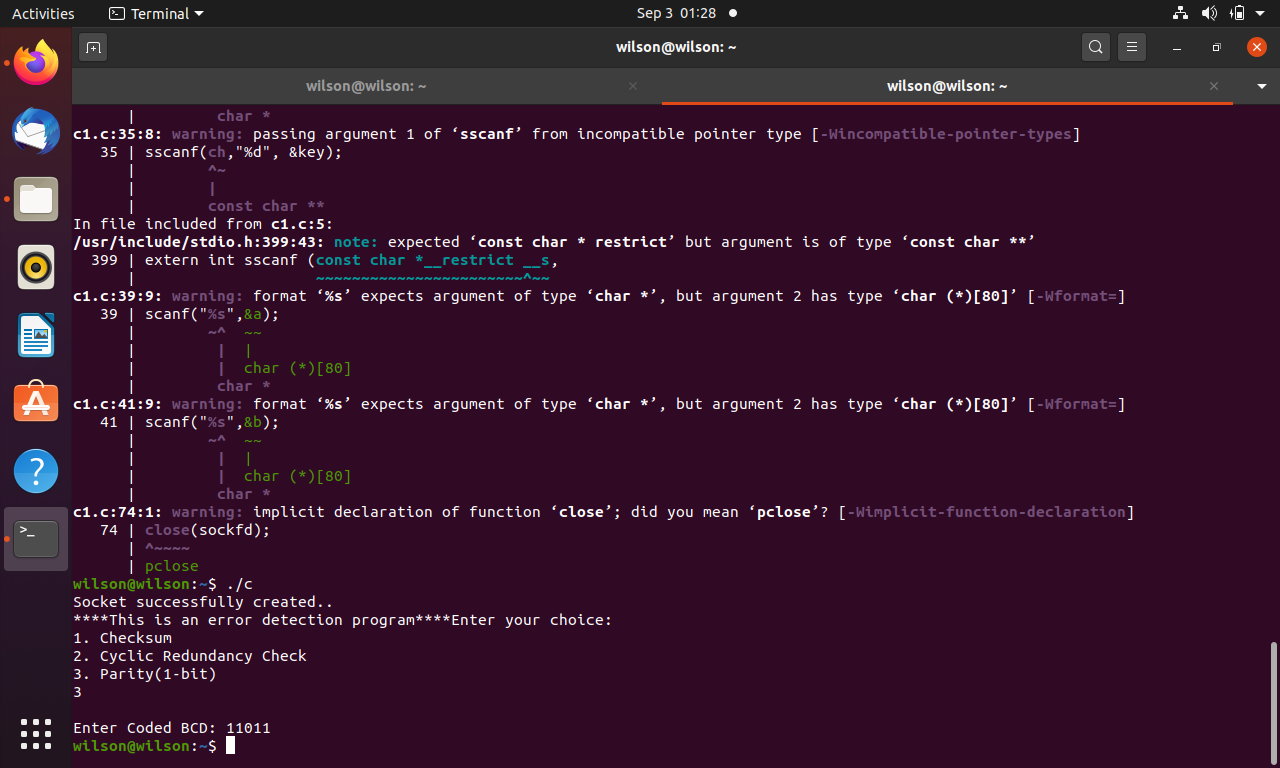 Activities Terminal Sep 3 01:28
wilson@wilson: ~
wilson@wilson: ~ wilson@wilson: ~
| char *
c1.c:35:8: warning: passing argument 1 of ‘sscanf’ from incompatible pointer type [-Wincompatible-pointer-types]
35 | sscanf(ch,"%d", &key);
| ^~
| |
| const char **
In file included from c1.c:5:
/usr/include/stdio.h:399:43: note: expected ‘const char * restrict’ but argument is of type ‘const char **’
399 | extern int sscanf (const char *__restrict __s,
| ~~~~~~~~~~~~~~~~~~~~~~~^~~
c1.c:39:9: warning: format ‘%s’ expects argument of type ‘char *’, but argument 2 has type ‘char (*)[80]’ [-Wformat=]
39 | scanf("%s",&a);
| ~^ ~~
| | |
| | char (*)[80]
| char *
c1.c:41:9: warning: format ‘%s’ expects argument of type ‘char *’, but argument 2 has type ‘char (*)[80]’ [-Wformat=]
41 | scanf("%s",&b);
| ~^ ~~
| | |
| | char (*)[80]
| char *
c1.c:74:1: warning: implicit declaration of function ‘close’; did you mean ‘pclose’? [-Wimplicit-function-declaration]
74 | close(sockfd);
| ^~~~~
| pclose
wilson@wilson:~$ ./c
Socket successfully created..
****This is an error detection program****Enter your choice:
1. Checksum
2. Cyclic Redundancy Check
3. Parity(1-bit)
3
Enter Coded BCD: 11011
wilson@wilson:~$